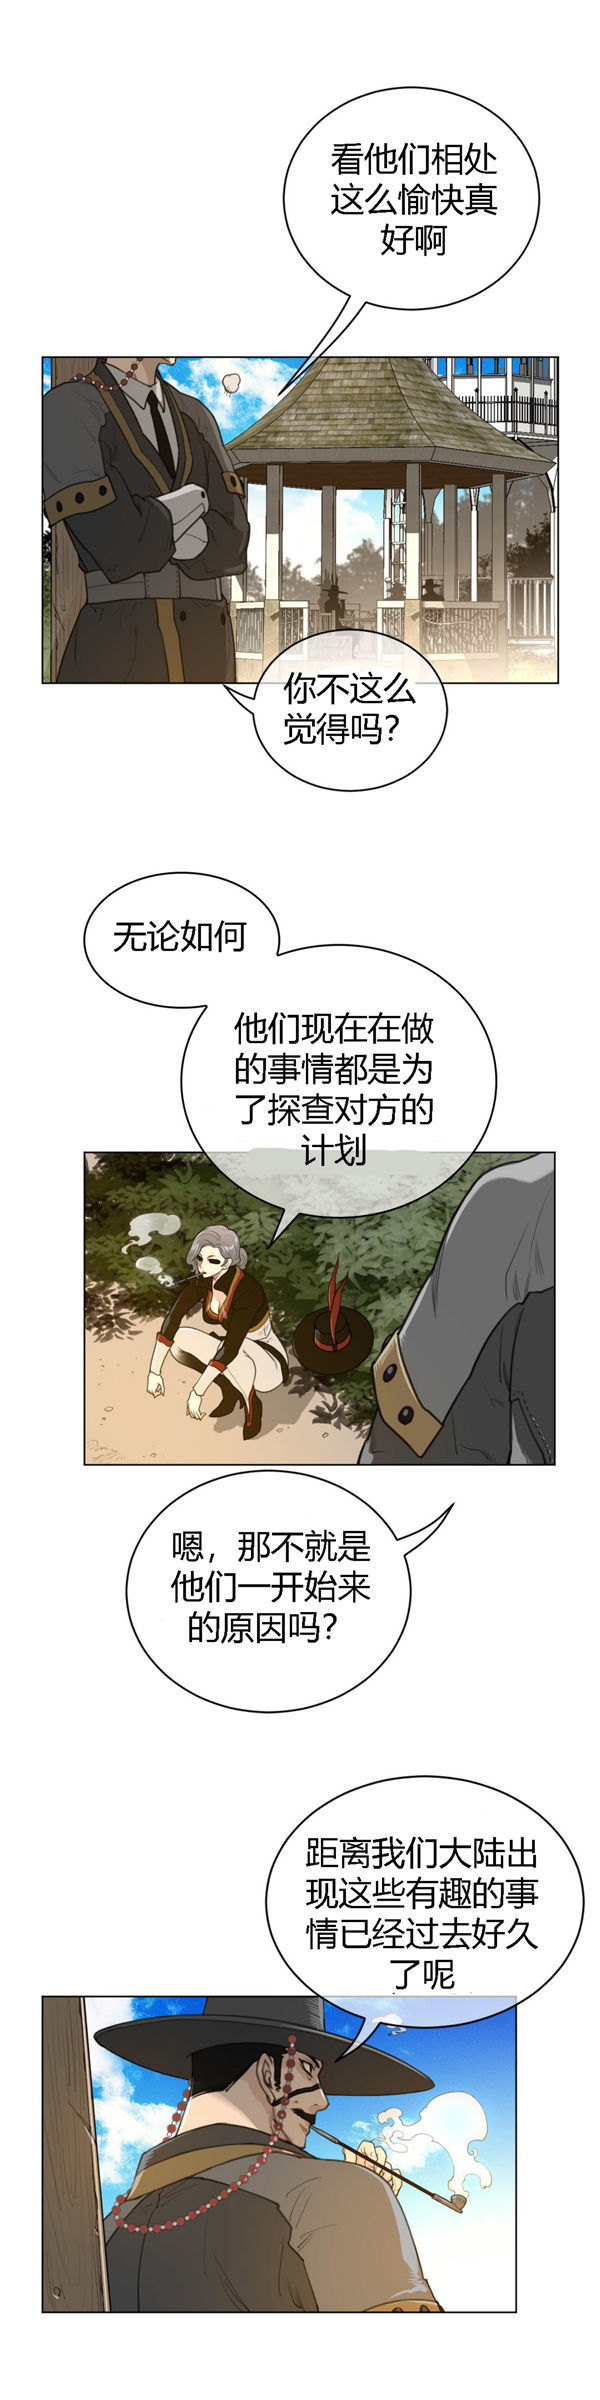 看他们相处
这么愉快真
好啊
你不这么
觉得吗？
无论如何
他们现在在做
的事情都是为
了探查对方的
计划
嗯，那不就是
他们一开始来
的原因吗？
距离我们大陆出
现这些有趣的事
情已经过去好久
了呢